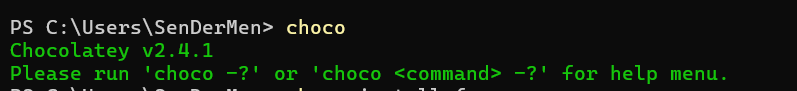 PS C:\Users\SenDerMen> choco
Chocolatey v2.4.1
Please run 'choco -?' or 'choco <command> -?' for help menu.